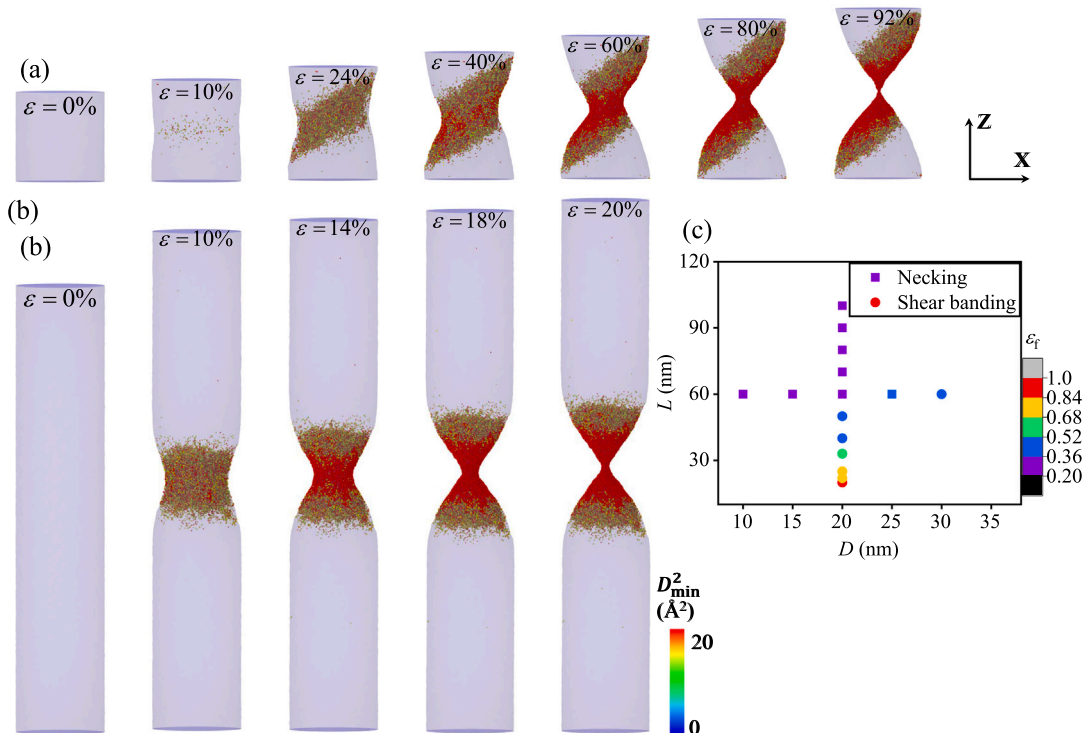 (a)
ε = 0%
ε = 10%
ε = 24%
ε = 40%
ε = 60%
ε = 80%
ε = 92%
Z
X
(b)
(b)
ε = 0%
ε = 10%
ε = 14%
ε = 18%
ε = 20%
D²min
(Å²)
20
0
(c)
Necking
Shear banding
L (nm)
120
90
60
30
10 15 20 25 30 35
D (nm)
εf
1.0
0.84
0.68
0.52
0.36
0.20